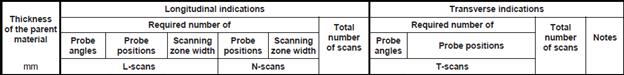 Thickness of the parent material
mm
Longitudinal indications
Required number of
Probe angles
Probe positions
Scanning zone width
Probe positions
Scanning zone width
L-scans
N-scans
Total number of scans
Transverse indications
Required number of
Probe angles
Probe positions
T-scans
Total number of scans
Notes